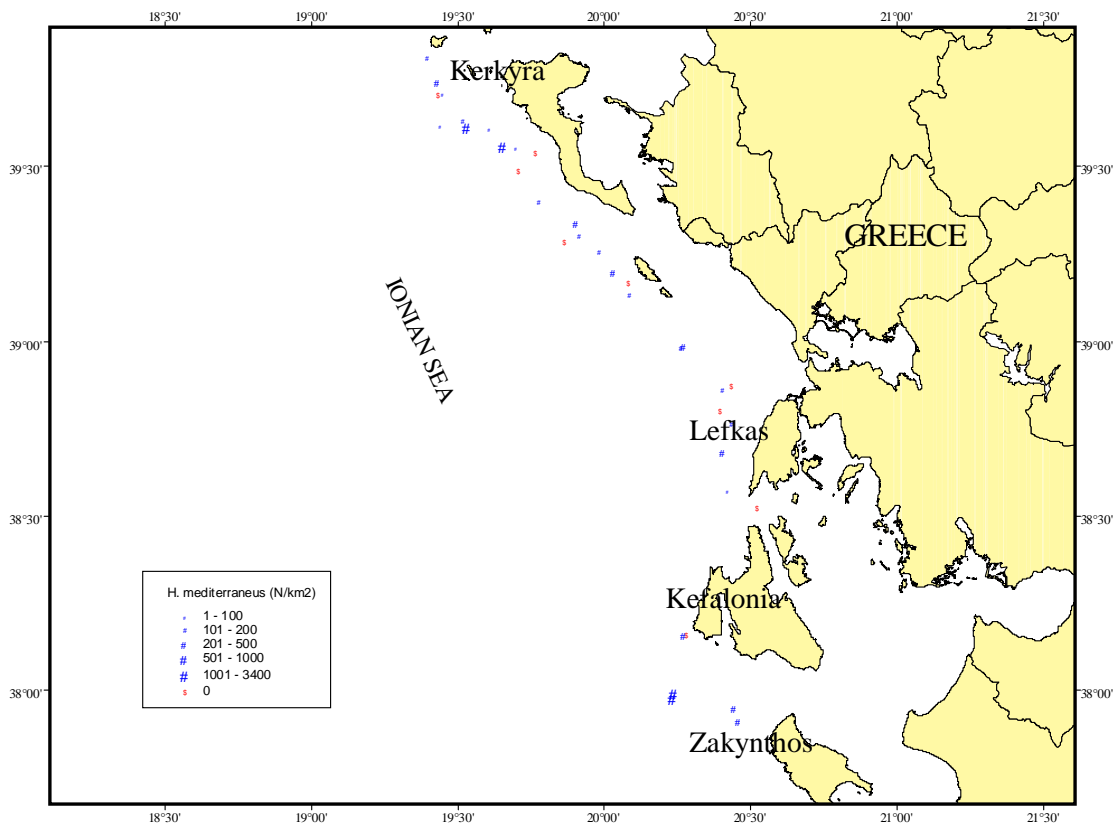 18°30' 19°00' 19°30' 20°00' 20°30' 21°00' 21°30'
Kerkyra
39°30' 39°30'
GREECE
IONIAN SEA
39°00' 39°00'
Lefkas
38°30' 38°30'
H. mediterraneus (N/km2)
# 1 - 100
# 101 - 200
# 201 - 500
# 501 - 1000
# 1001 - 3400
$ 0
Kefalonia
38°00' 38°00'
Zakynthos
18°30' 19°00' 19°30' 20°00' 20°30' 21°00' 21°30'